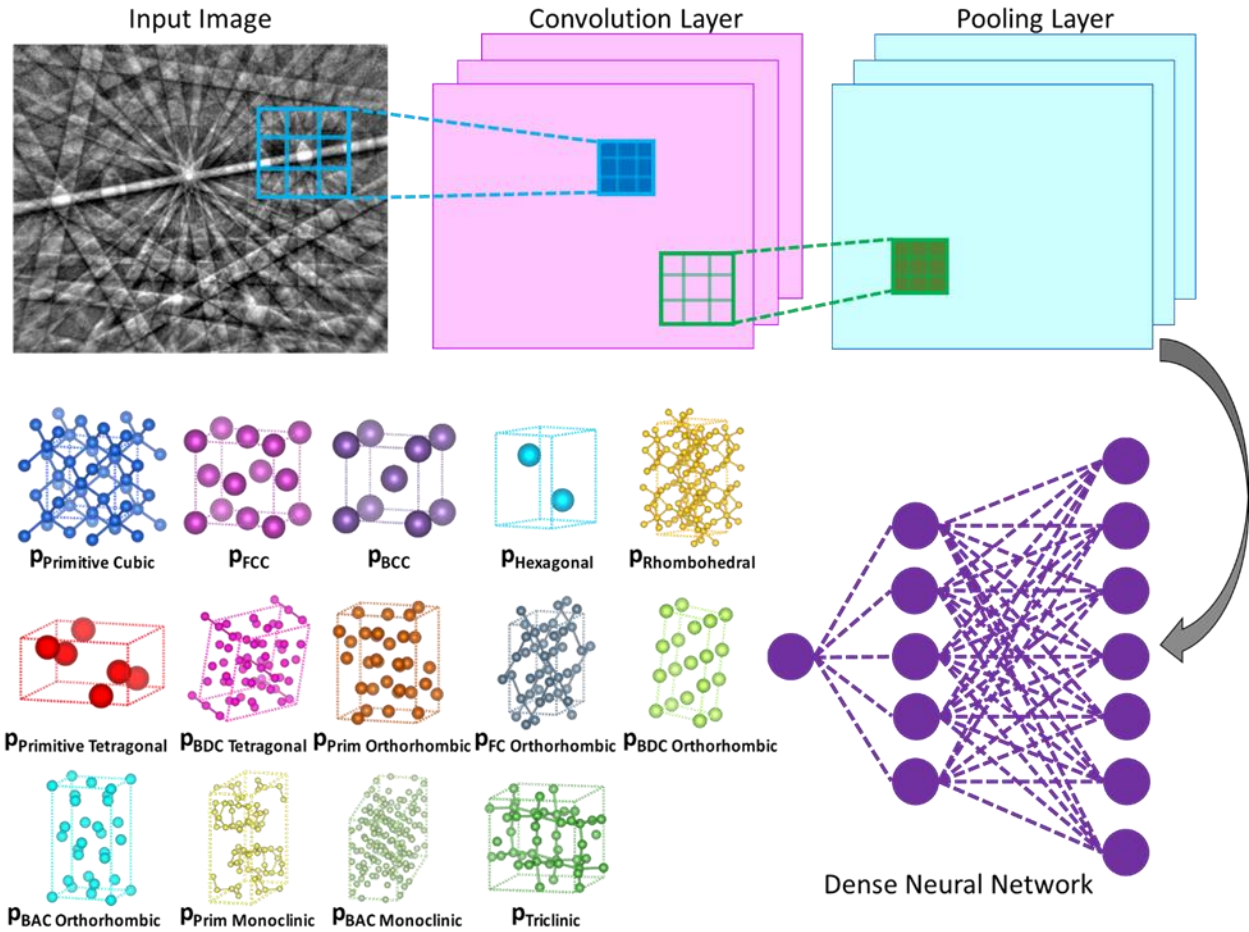 Input Image
Convolution Layer
Pooling Layer
pPrimitive Cubic
pFCC
pBCC
pHexagonal
pRhombohedral
pPrimitive Tetragonal
pBDC Tetragonal
pPrim Orthorhombic
pFC Orthorhombic
pBDC Orthorhombic
pBAC Orthorhombic
pPrim Monoclinic
pBAC Monoclinic
pTriclinic
Dense Neural Network